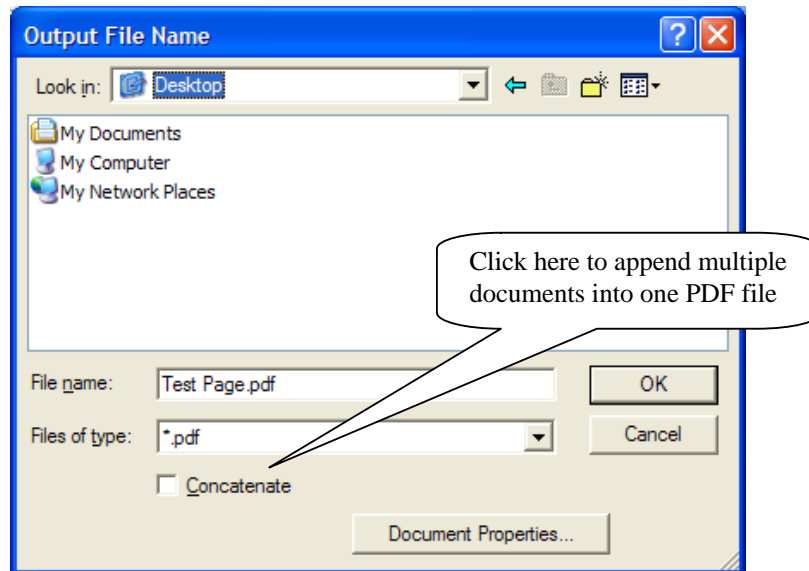 Output File Name
Look in: Desktop
My Documents
My Computer
My Network Places
Click here to append multiple
documents into one PDF file
File name: Test Page.pdf OK
Files of type: *.pdf Cancel
Concatenate
Document Properties...